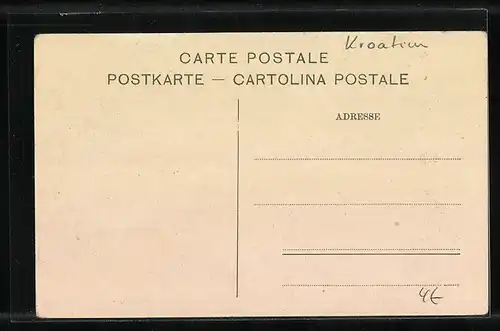 Kroatien
CARTE POSTALE
POSTKARTE — CARTOLINA POSTALE
ADRESSE
4€